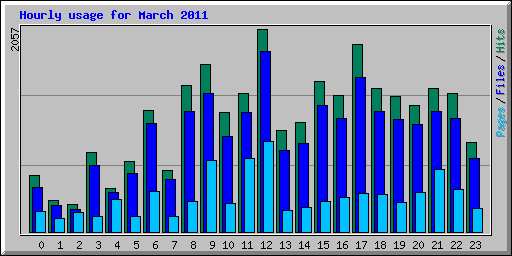 Hourly usage for March 2011
2057
Pages / Files / Hits
0 1 2 3 4 5 6 7 8 9 10 11 12 13 14 15 16 17 18 19 20 21 22 23